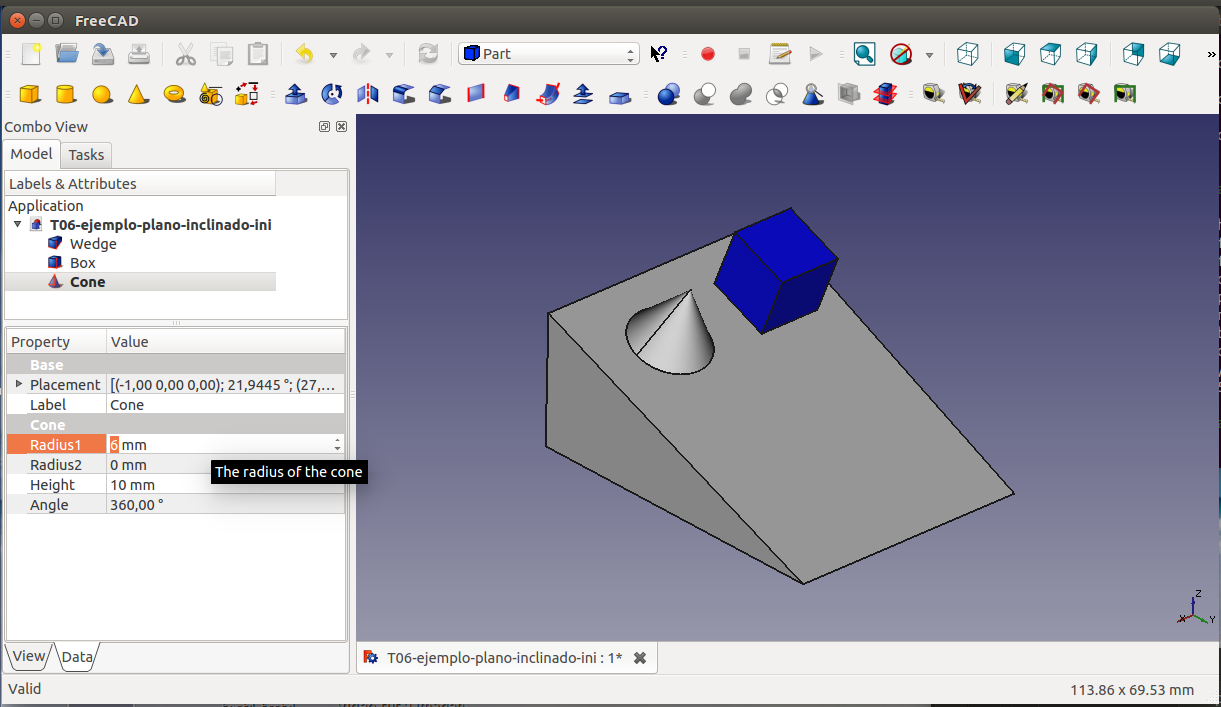 FreeCAD
Part
»
Combo View
Model
Tasks
Labels & Attributes
Application
T06-ejemplo-plano-inclinado-ini
Wedge
Box
Cone
Property Value
Base
Placement [(-1,00 0,00 0,00); 21,9445 °; (27,...
Label Cone
Cone
Radius1 6 mm
Radius2 0 mm
The radius of the cone
Height 10 mm
Angle 360,00 °
Z
X
Y
View
Data
T06-ejemplo-plano-inclinado-ini : 1*
Valid
113.86 x 69.53 mm